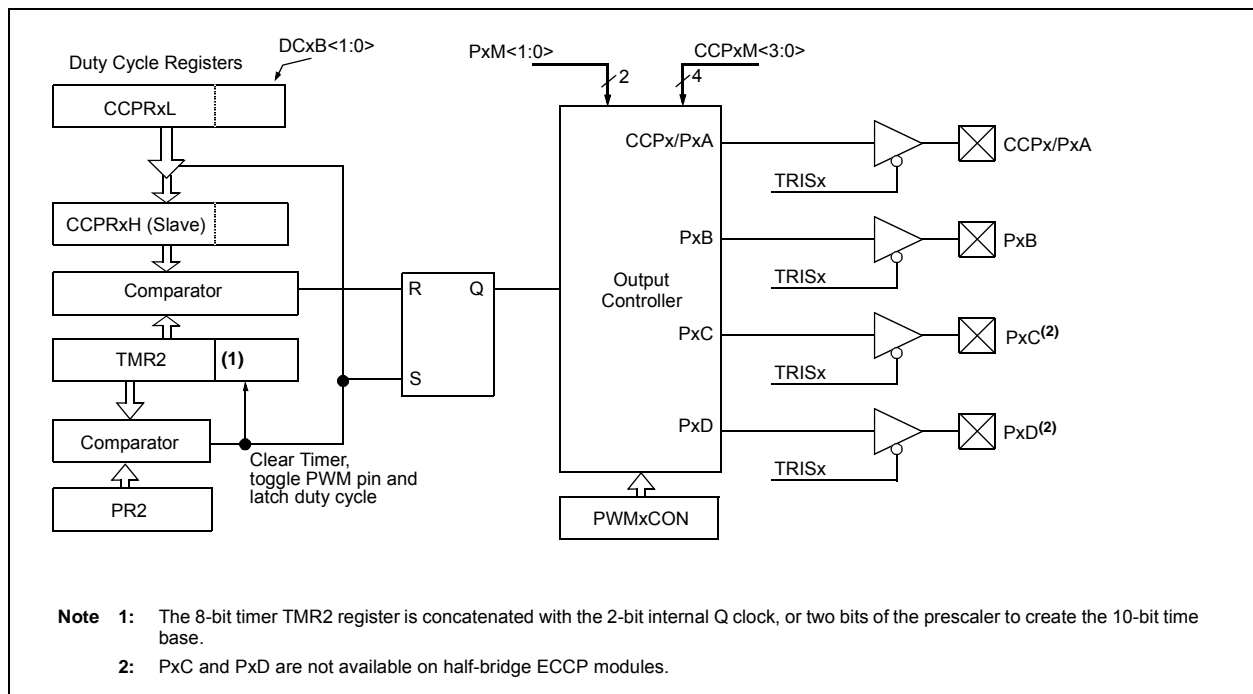 DCxB<1:0>
Duty Cycle Registers
CCPRxL
CCPRxH (Slave)
Comparator
TMR2
(1)
Comparator
PR2
Clear Timer,
toggle PWM pin and
latch duty cycle
R
Q
S
PxM<1:0>
2
CCPxM<3:0>
4
Output
Controller
CCPx/PxA
PxB
PxC
PxD
PWMxCON
TRISx
CCPx/PxA
TRISx
PxB
TRISx
PxC(2)
TRISx
PxD(2)
Note 1: The 8-bit timer TMR2 register is concatenated with the 2-bit internal Q clock, or two bits of the prescaler to create the 10-bit time
base.
2: PxC and PxD are not available on half-bridge ECCP modules.